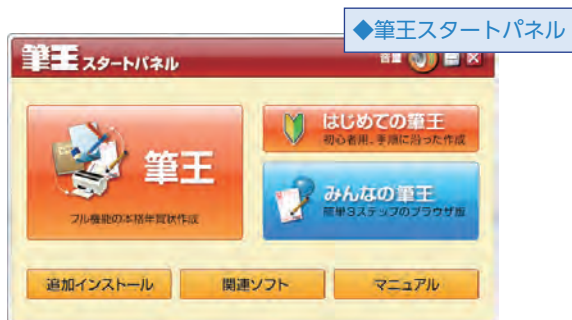 ◆筆王スタートパネル
筆王 スタートパネル
音量
筆王
フル機能の本格年賀状作成
はじめての筆王
初心者用、手順に沿った作成
みんなの筆王
簡単3ステップのブラウザ版
追加インストール
関連ソフト
マニュアル